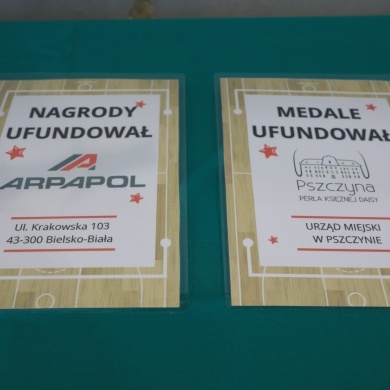 NAGRODY
UFUNDOWAŁ
ARPAPOL
Ul. Krakowska 103
43-300 Bielsko-Biała
MEDALE
UFUNDOWAŁ
Pszczyna
PERŁA KSIĘŻNEJ DAISY
URZĄD MIEJSKI
W PSZCZYNIE